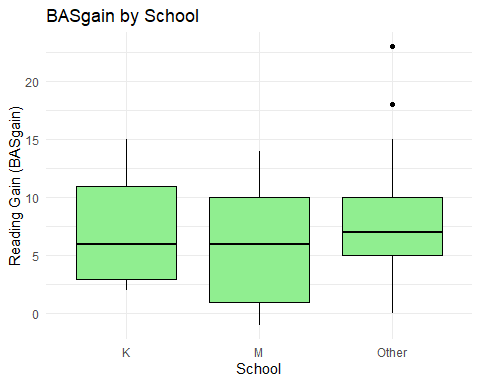 BASgain by School
Reading Gain (BASgain)
20
15
10
5
0
K M Other
School